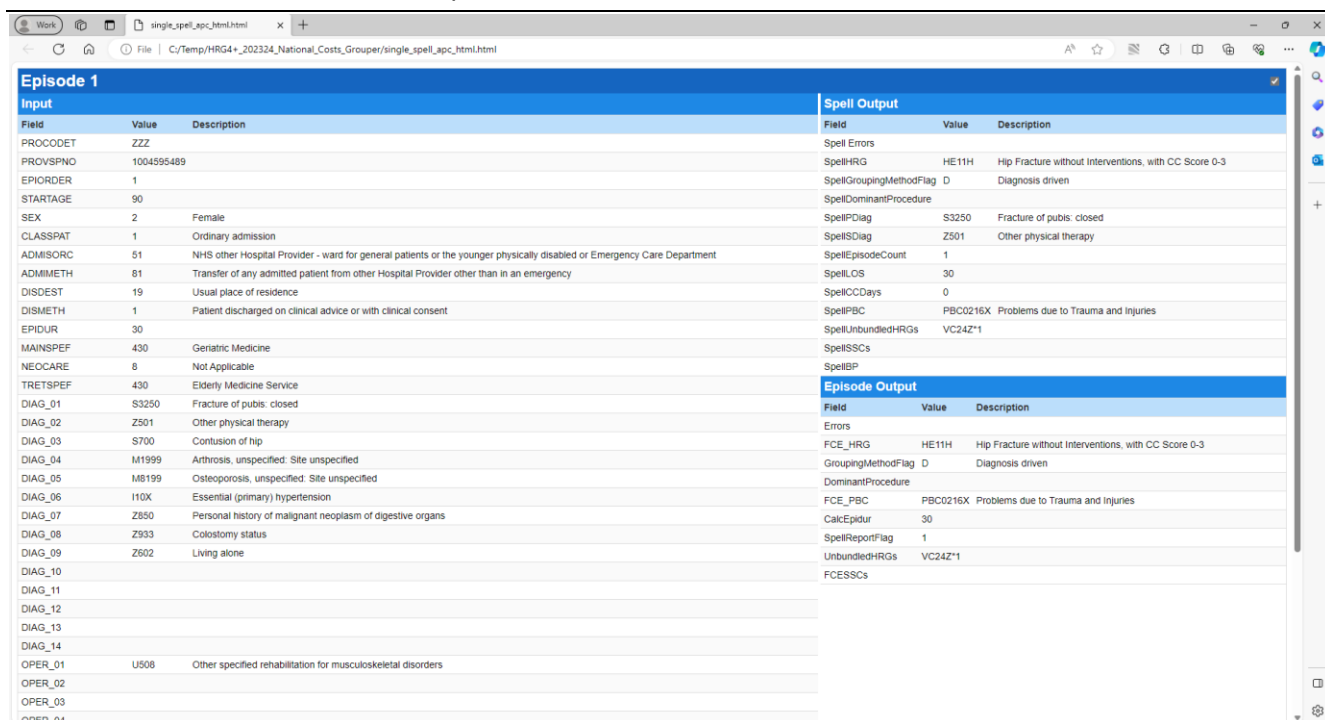 Work
single_spell_apc_html.html
File | C:/Temp/HRG4+_202324_National_Costs_Grouper/single_spell_apc_html.html
Episode 1
Input
Field Value Description
PROCODET ZZZ
PROVSPNO 1004595489
EPIORDER 1
STARTAGE 90
SEX 2 Female
CLASSPAT 1 Ordinary admission
ADMISORC 51 NHS other Hospital Provider - ward for general patients or the younger physically disabled or Emergency Care Department
ADMIMETH 81 Transfer of any admitted patient from other Hospital Provider other than in an emergency
DISDEST 19 Usual place of residence
DISMETH 1 Patient discharged on clinical advice or with clinical consent
EPIDUR 30
MAINSPEF 430 Geriatric Medicine
NEOCARE 8 Not Applicable
TRETSPEF 430 Elderly Medicine Service
DIAG_01 S3250 Fracture of pubis: closed
DIAG_02 Z501 Other physical therapy
DIAG_03 S700 Contusion of hip
DIAG_04 M1999 Arthrosis, unspecified: Site unspecified
DIAG_05 M8199 Osteoporosis, unspecified: Site unspecified
DIAG_06 I10X Essential (primary) hypertension
DIAG_07 Z850 Personal history of malignant neoplasm of digestive organs
DIAG_08 Z933 Colostomy status
DIAG_09 Z602 Living alone
DIAG_10
DIAG_11
DIAG_12
DIAG_13
DIAG_14
OPER_01 U508 Other specified rehabilitation for musculoskeletal disorders
OPER_02
OPER_03
OPER_04
Spell Output
Field Value Description
Spell Errors
SpellHRG HE11H Hip Fracture without Interventions, with CC Score 0-3
SpellGroupingMethodFlag D Diagnosis driven
SpellDominantProcedure
SpellPDiag S3250 Fracture of pubis: closed
SpellSDiag Z501 Other physical therapy
SpellEpisodeCount 1
SpellLOS 30
SpellCCDays 0
SpellPBC PBC0216X Problems due to Trauma and Injuries
SpellUnbundledHRGs VC24Z*1
SpellSSCs
SpellBP
Episode Output
Field Value Description
Errors
FCE_HRG HE11H Hip Fracture without Interventions, with CC Score 0-3
GroupingMethodFlag D Diagnosis driven
DominantProcedure
FCE_PBC PBC0216X Problems due to Trauma and Injuries
CalcEpidur 30
SpellReportFlag 1
UnbundledHRGs VC24Z*1
FCESSCs